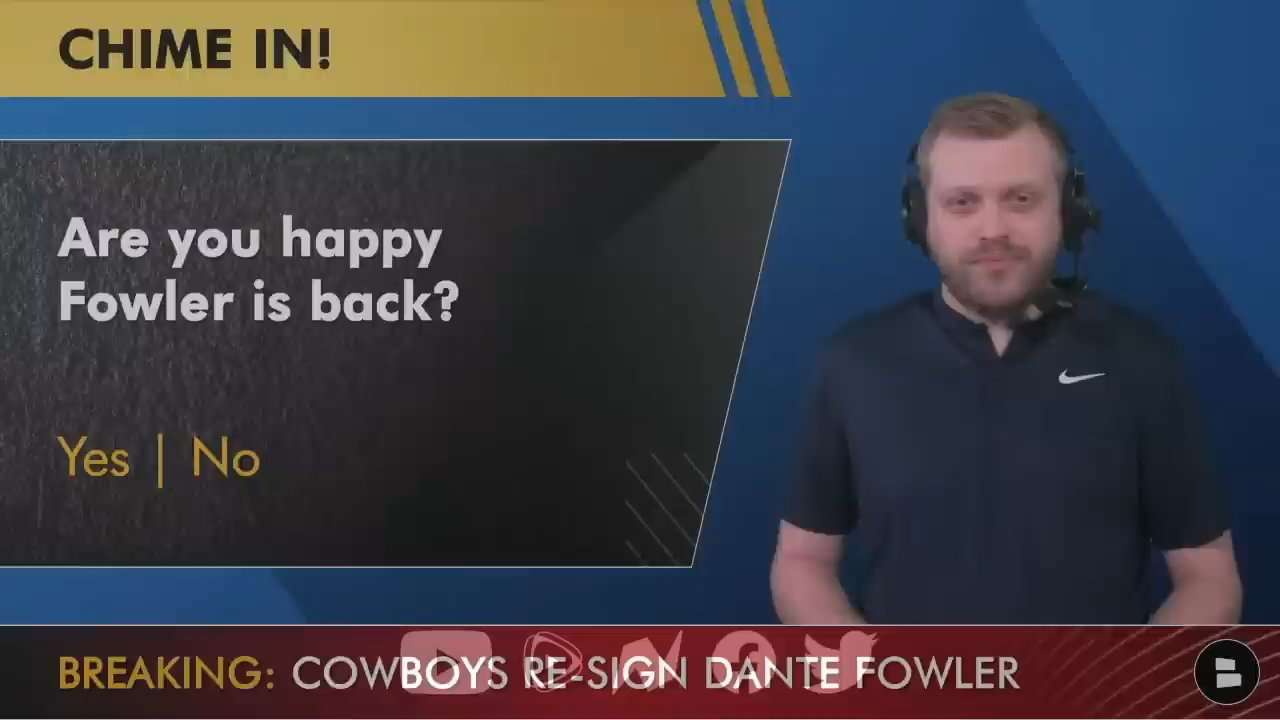 CHIME IN!
Are you happy
Fowler is back?
Yes | No
BREAKING: COWBOYS RE-SIGN DANTE FOWLER